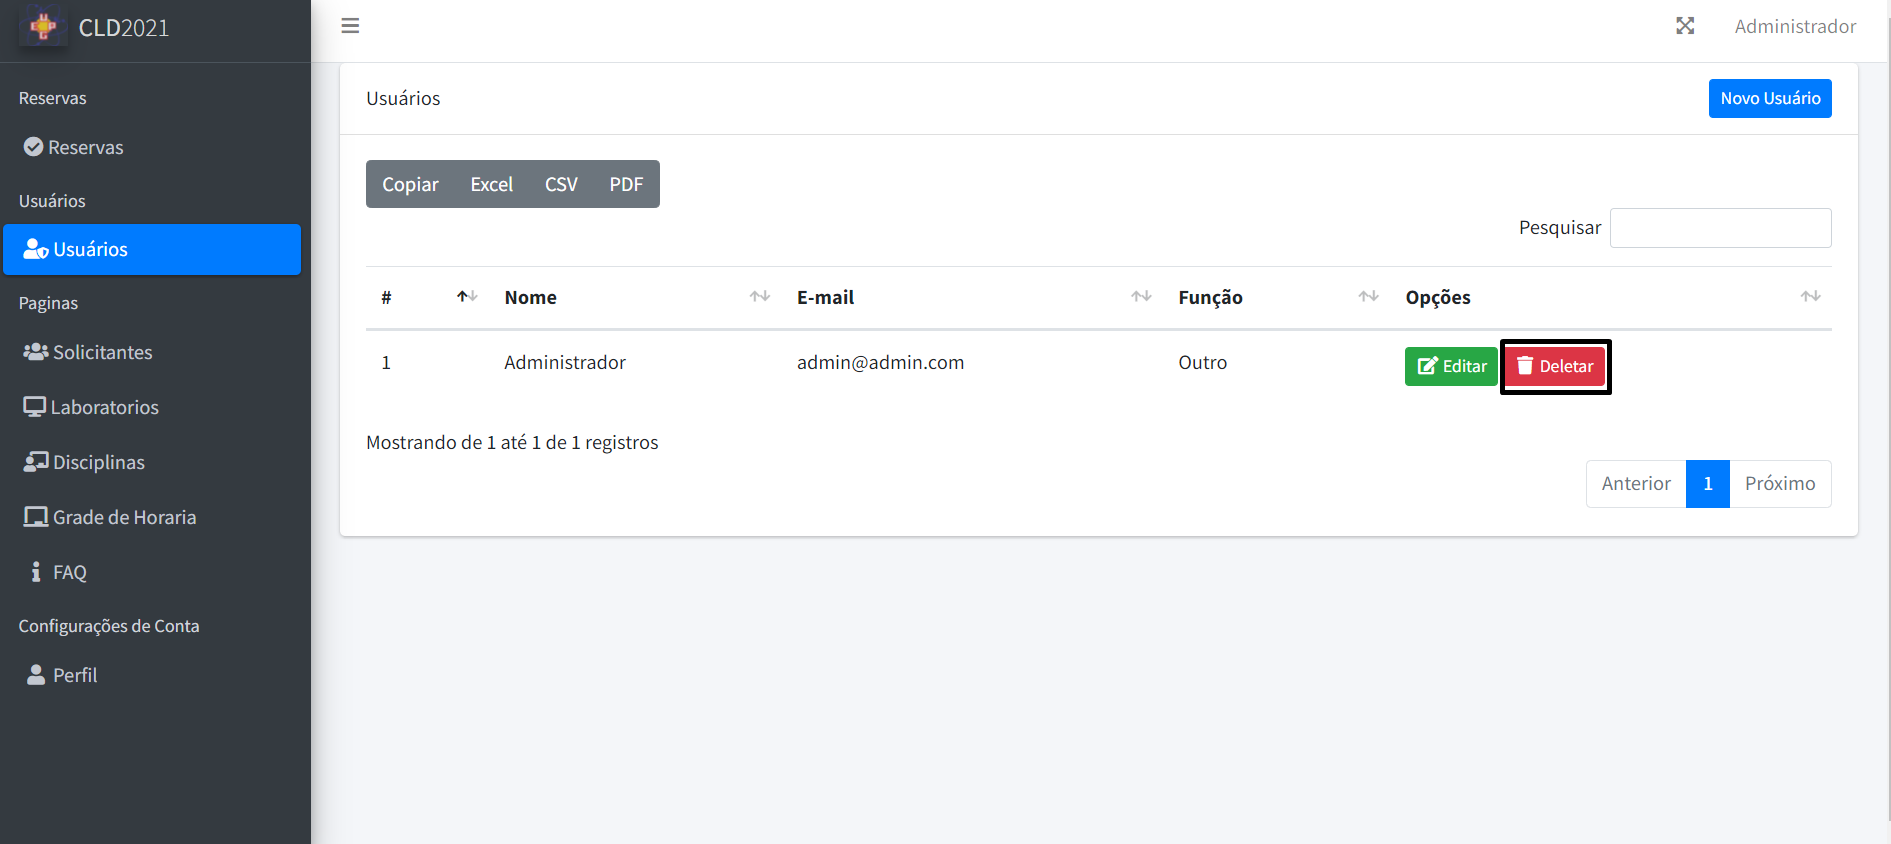 CLD2021
Administrador
Reservas
Reservas
Usuários
Usuários
Paginas
Solicitantes
Laboratorios
Disciplinas
Grade de Horaria
FAQ
Configurações de Conta
Perfil
Usuários
Novo Usuário
Copiar Excel CSV PDF
Pesquisar
# Nome E-mail Função Opções
1 Administrador admin@admin.com Outro Editar Deletar
Mostrando de 1 até 1 de 1 registros
Anterior 1 Próximo